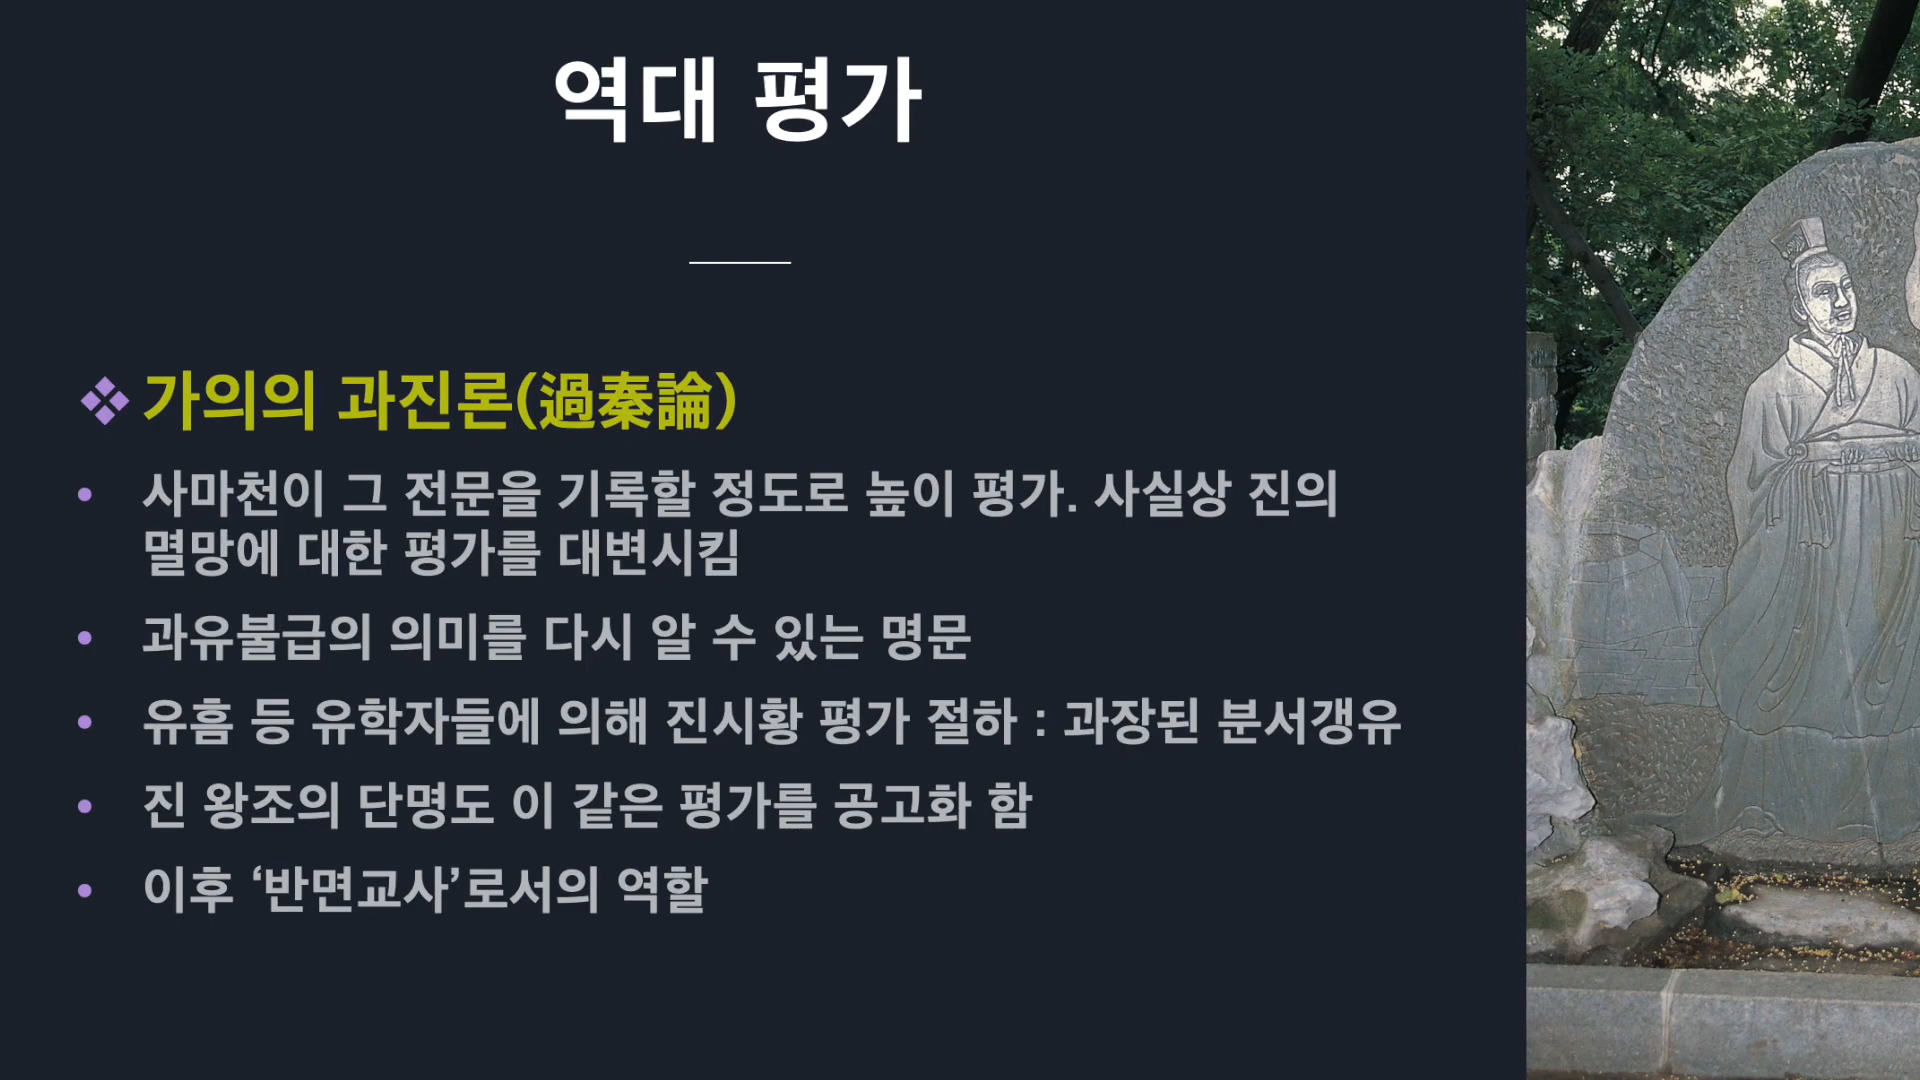 역대 평가
❖ 가의의 과진론(過秦論)
• 사마천이 그 전문을 기록할 정도로 높이 평가. 사실상 진의
멸망에 대한 평가를 대변시킴
• 과유불급의 의미를 다시 알 수 있는 명문
• 유흠 등 유학자들에 의해 진시황 평가 절하 : 과장된 분서갱유
• 진 왕조의 단명도 이 같은 평가를 공고화 함
• 이후 ‘반면교사’로서의 역할